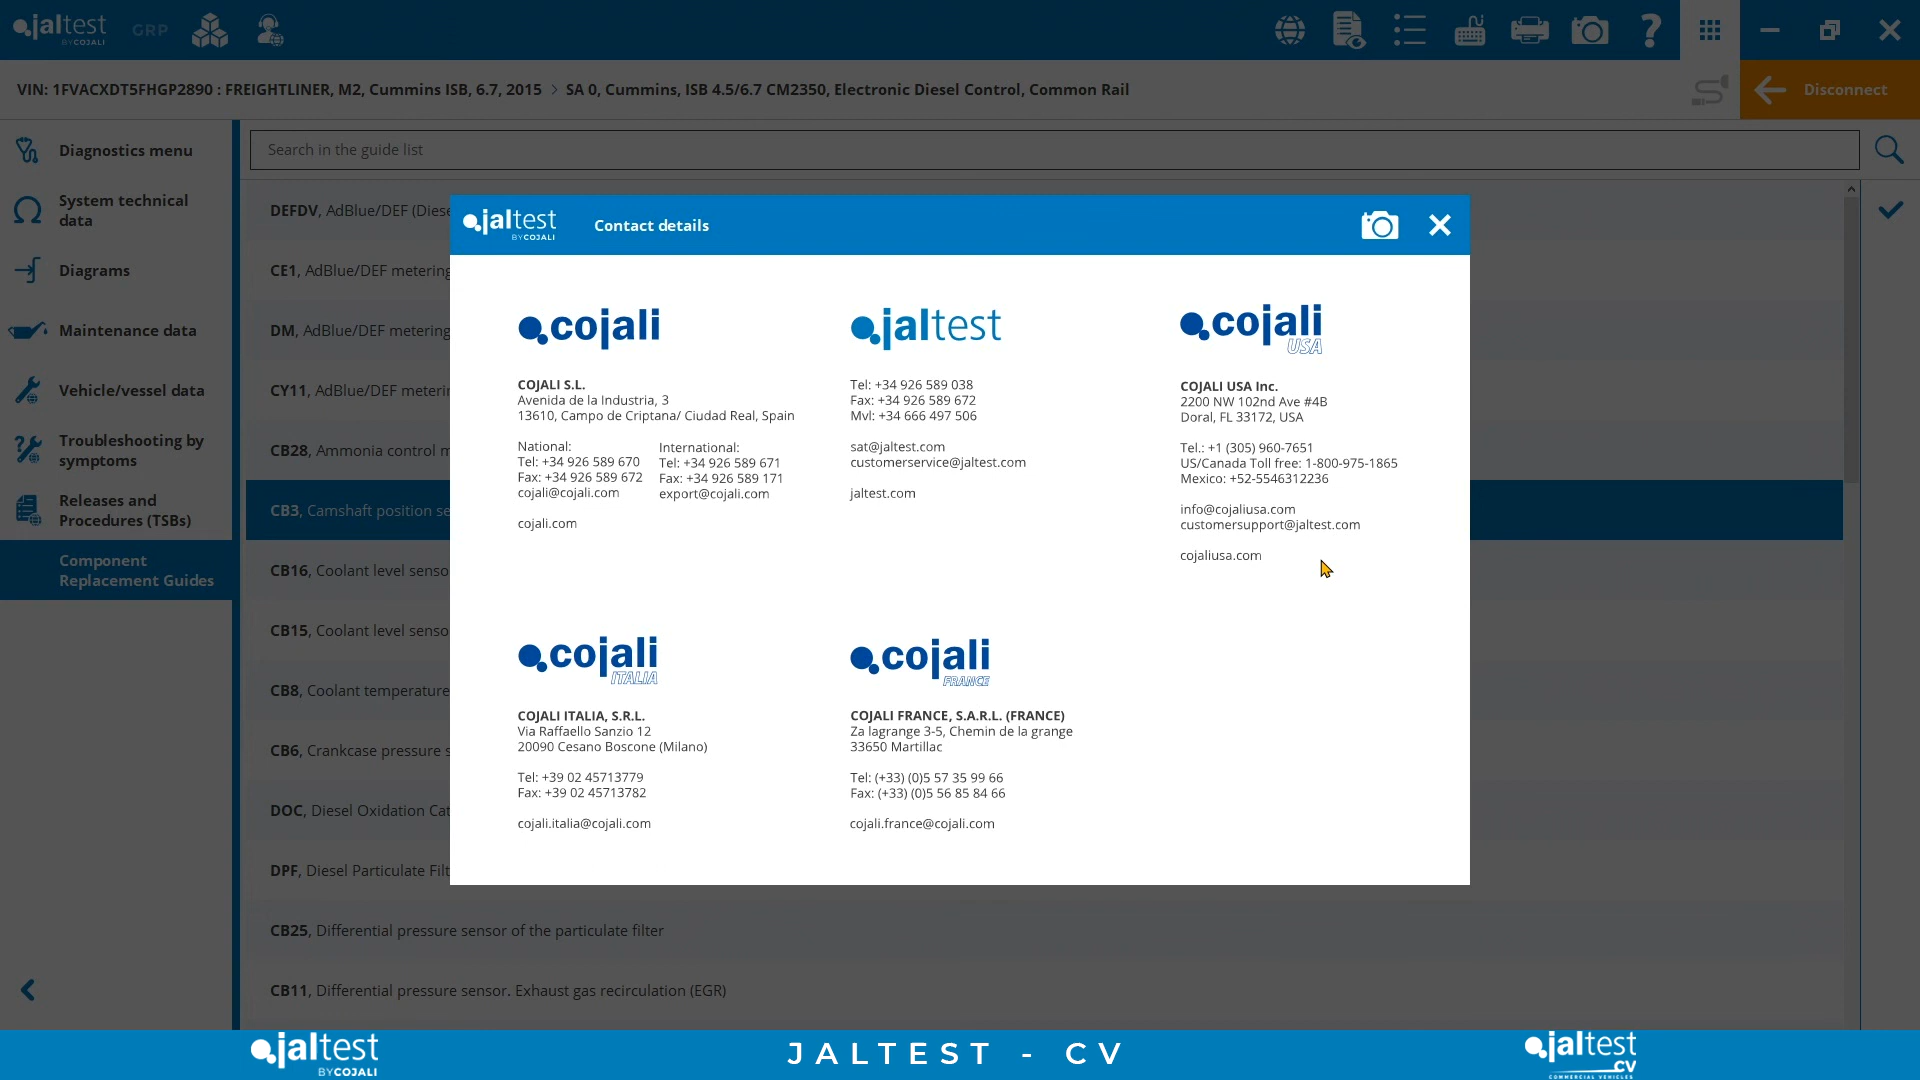 jaltest
BY COJALI
GRP
VIN: 1FVACXDT5FHGP2890 : FREIGHTLINER, M2, Cummins ISB, 6.7, 2015 > SA 0, Cummins, ISB 4.5/6.7 CM2350, Electronic Diesel Control, Common Rail
Disconnect
Diagnostics menu
System technical
data
Diagrams
Maintenance data
Vehicle/vessel data
Troubleshooting by
symptoms
Releases and
Procedures (TSBs)
Component
Replacement Guides
Search in the guide list
DEFDV, AdBlue/DEF (Diese
CE1, AdBlue/DEF metering
DM, AdBlue/DEF metering
CY11, AdBlue/DEF meterin
CB28, Ammonia control m
CB3, Camshaft position se
CB16, Coolant level senso
CB15, Coolant level senso
CB8, Coolant temperature
CB6, Crankcase pressure s
DOC, Diesel Oxidation Cat
DPF, Diesel Particulate Filt
CB25, Differential pressure sensor of the particulate filter
CB11, Differential pressure sensor. Exhaust gas recirculation (EGR)
jaltest
BY COJALI
Contact details
cojali
COJALI S.L.
Avenida de la Industria, 3
13610, Campo de Criptana/ Ciudad Real, Spain
National:
Tel: +34 926 589 670
Fax: +34 926 589 672
cojali@cojali.com
International:
Tel: +34 926 589 671
Fax: +34 926 589 171
export@cojali.com
cojali.com
jaltest
Tel: +34 926 589 038
Fax: +34 926 589 672
Mvl: +34 666 497 506
sat@jaltest.com
customerservice@jaltest.com
jaltest.com
cojali
USA
COJALI USA Inc.
2200 NW 102nd Ave #4B
Doral, FL 33172, USA
Tel.: +1 (305) 960-7651
US/Canada Toll free: 1-800-975-1865
Mexico: +52-5546312236
info@cojaliusa.com
customersupport@jaltest.com
cojaliusa.com
cojali
ITALIA
COJALI ITALIA, S.R.L.
Via Raffaello Sanzio 12
20090 Cesano Boscone (Milano)
Tel: +39 02 45713779
Fax: +39 02 45713782
cojali.italia@cojali.com
cojali
FRANCE
COJALI FRANCE, S.A.R.L. (FRANCE)
Za lagrange 3-5, Chemin de la grange
33650 Martillac
Tel: (+33) (0)5 57 35 99 66
Fax: (+33) (0)5 56 85 84 66
cojali.france@cojali.com
jaltest
BY COJALI
JALTEST - CV
jaltest
CV
COMMERCIAL VEHICLES